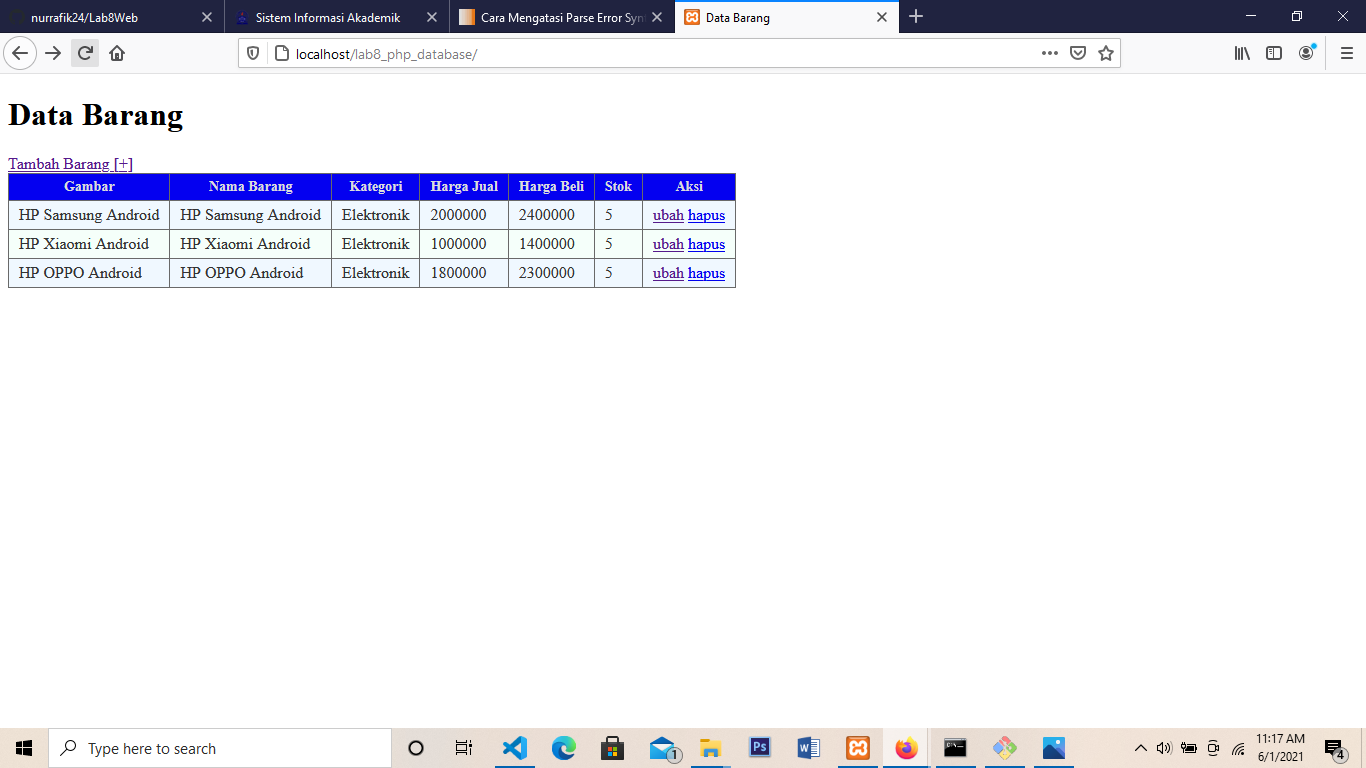 nurrafik24/Lab8Web
Sistem Informasi Akademik
Cara Mengatasi Parse Error Syn
Data Barang
localhost/lab8_php_database/
Data Barang
Tambah Barang [+]
Gambar Nama Barang Kategori Harga Jual Harga Beli Stok Aksi
HP Samsung Android HP Samsung Android Elektronik 2000000 2400000 5 ubah hapus
HP Xiaomi Android HP Xiaomi Android Elektronik 1000000 1400000 5 ubah hapus
HP OPPO Android HP OPPO Android Elektronik 1800000 2300000 5 ubah hapus
Type here to search
1
Ps
11:17 AM
6/1/2021
4